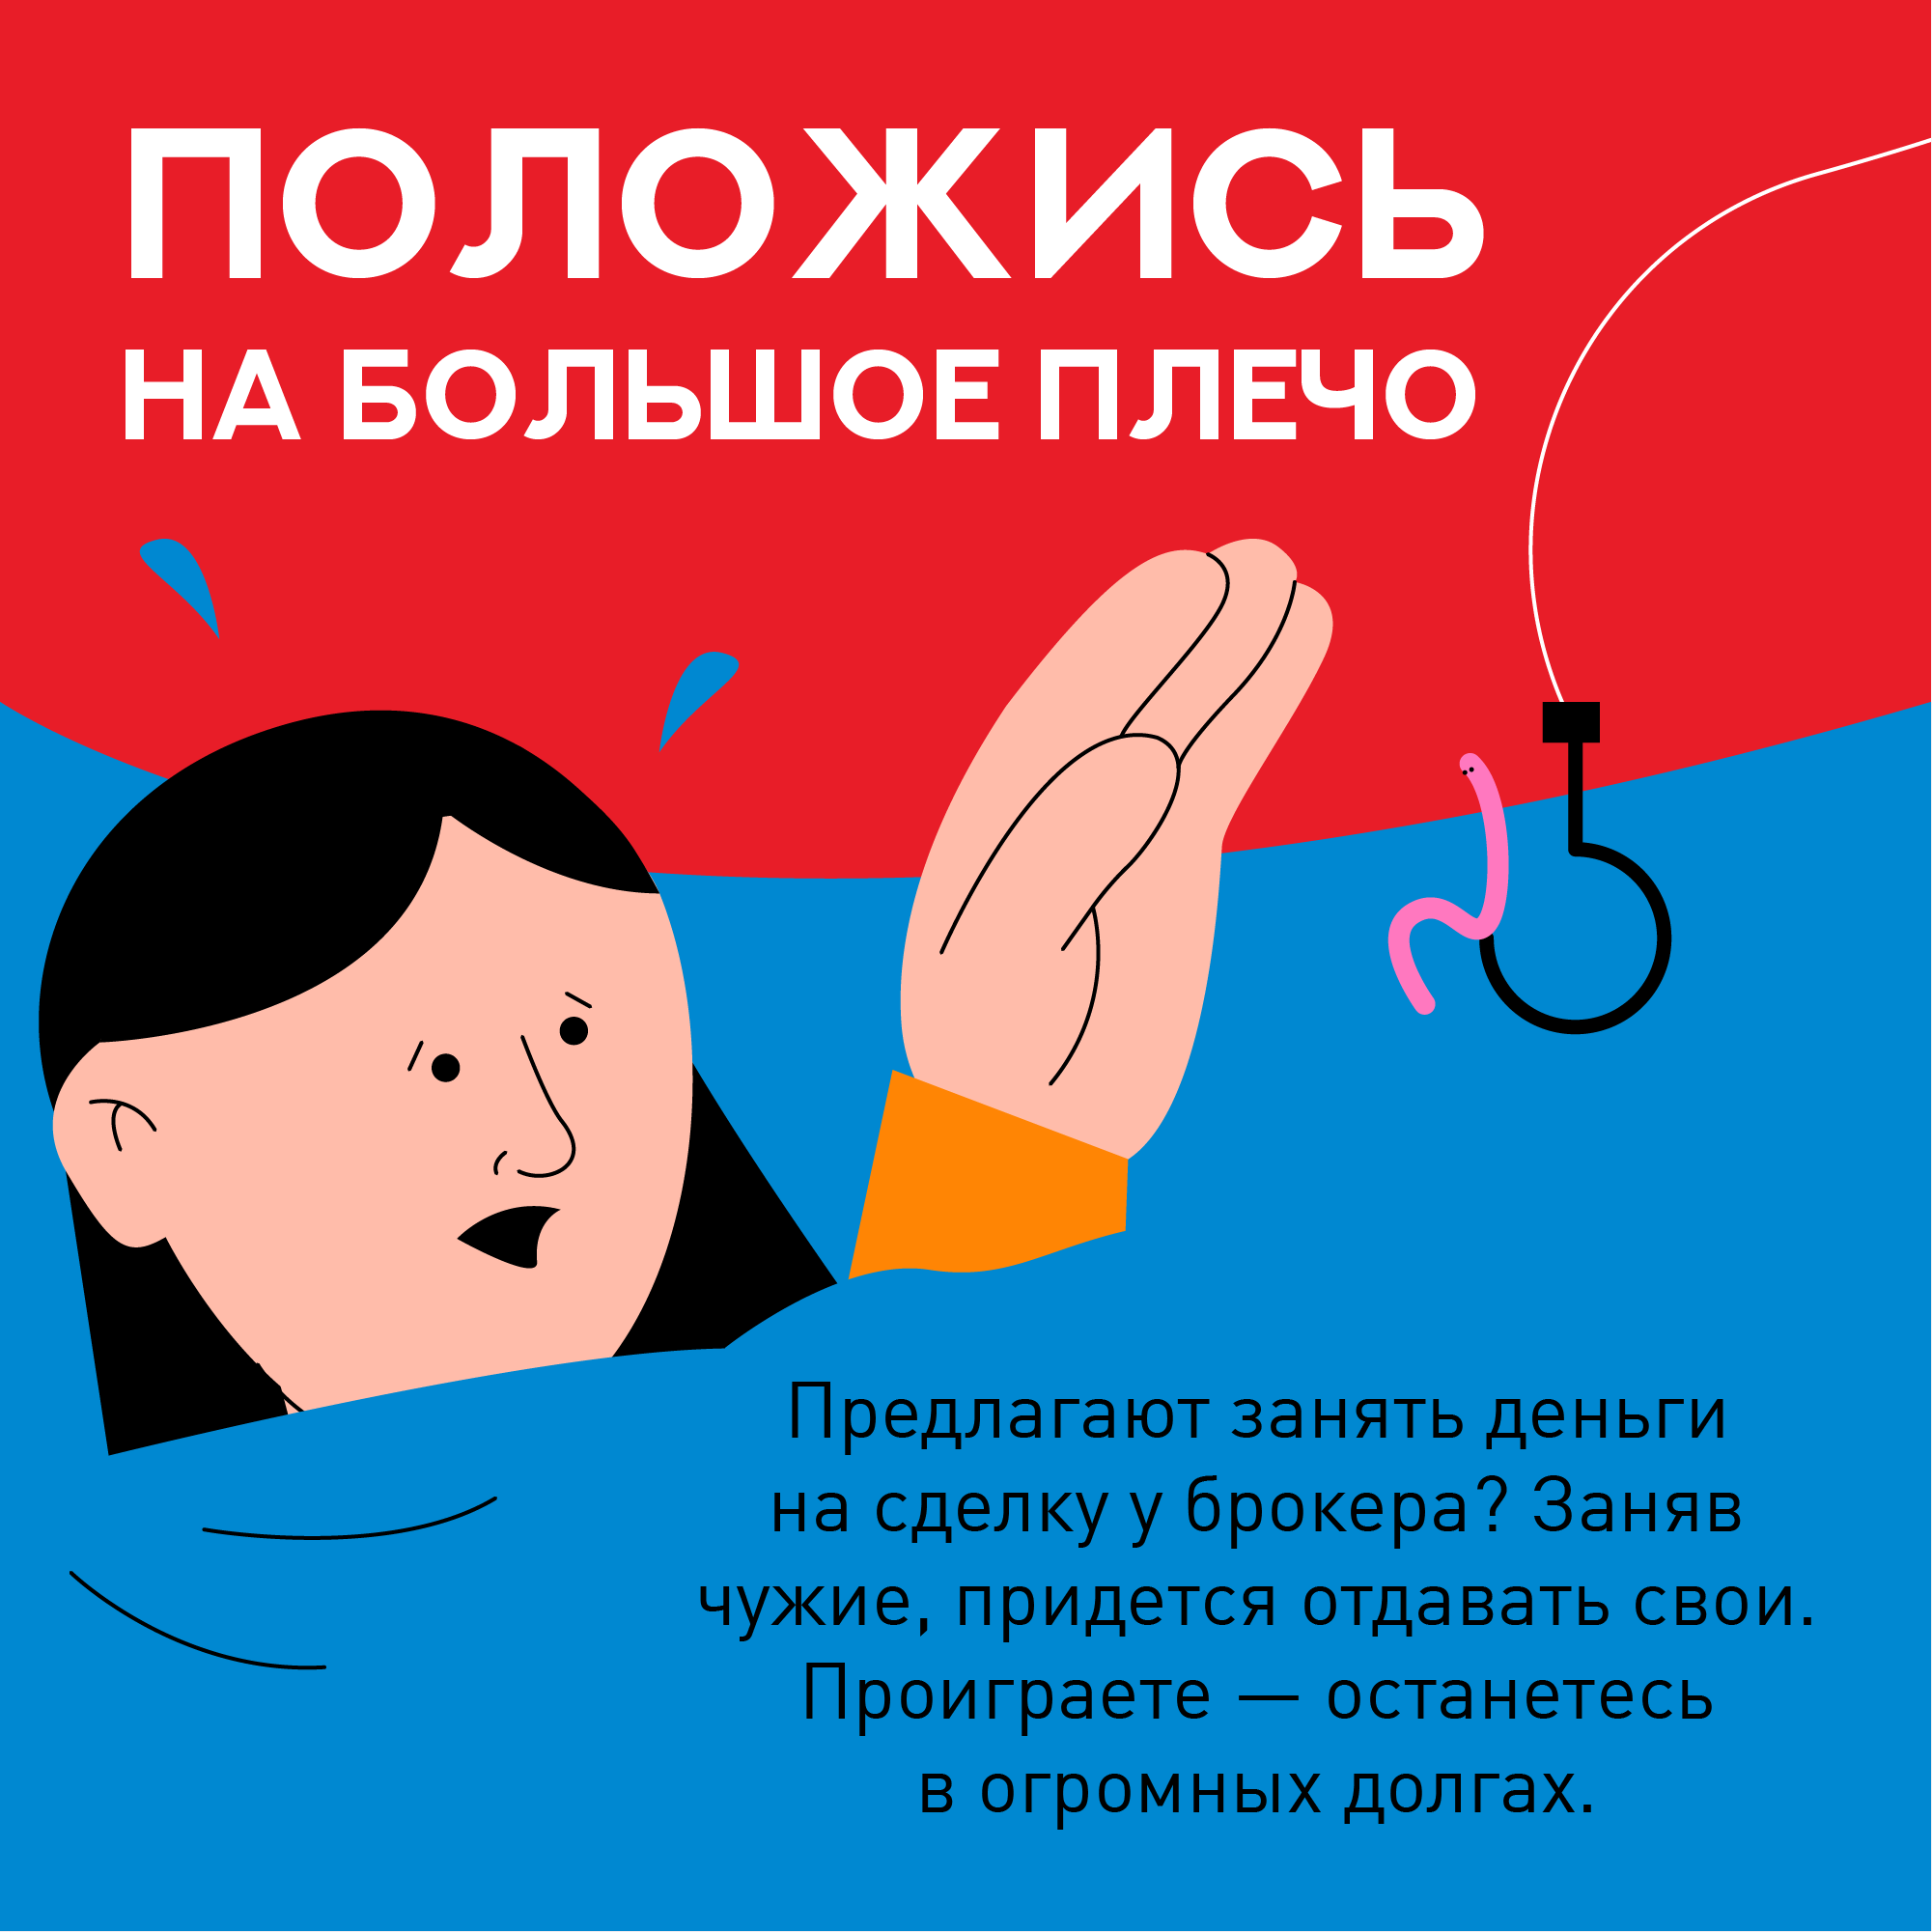 ПОЛОЖИСЬ
НА БОЛЬШОЕ ПЛЕЧО
Предлагают занять деньги
на сделку у брокера? Заняв
чужие, придется отдавать свои.
Проиграете — останетесь
в огромных долгах.